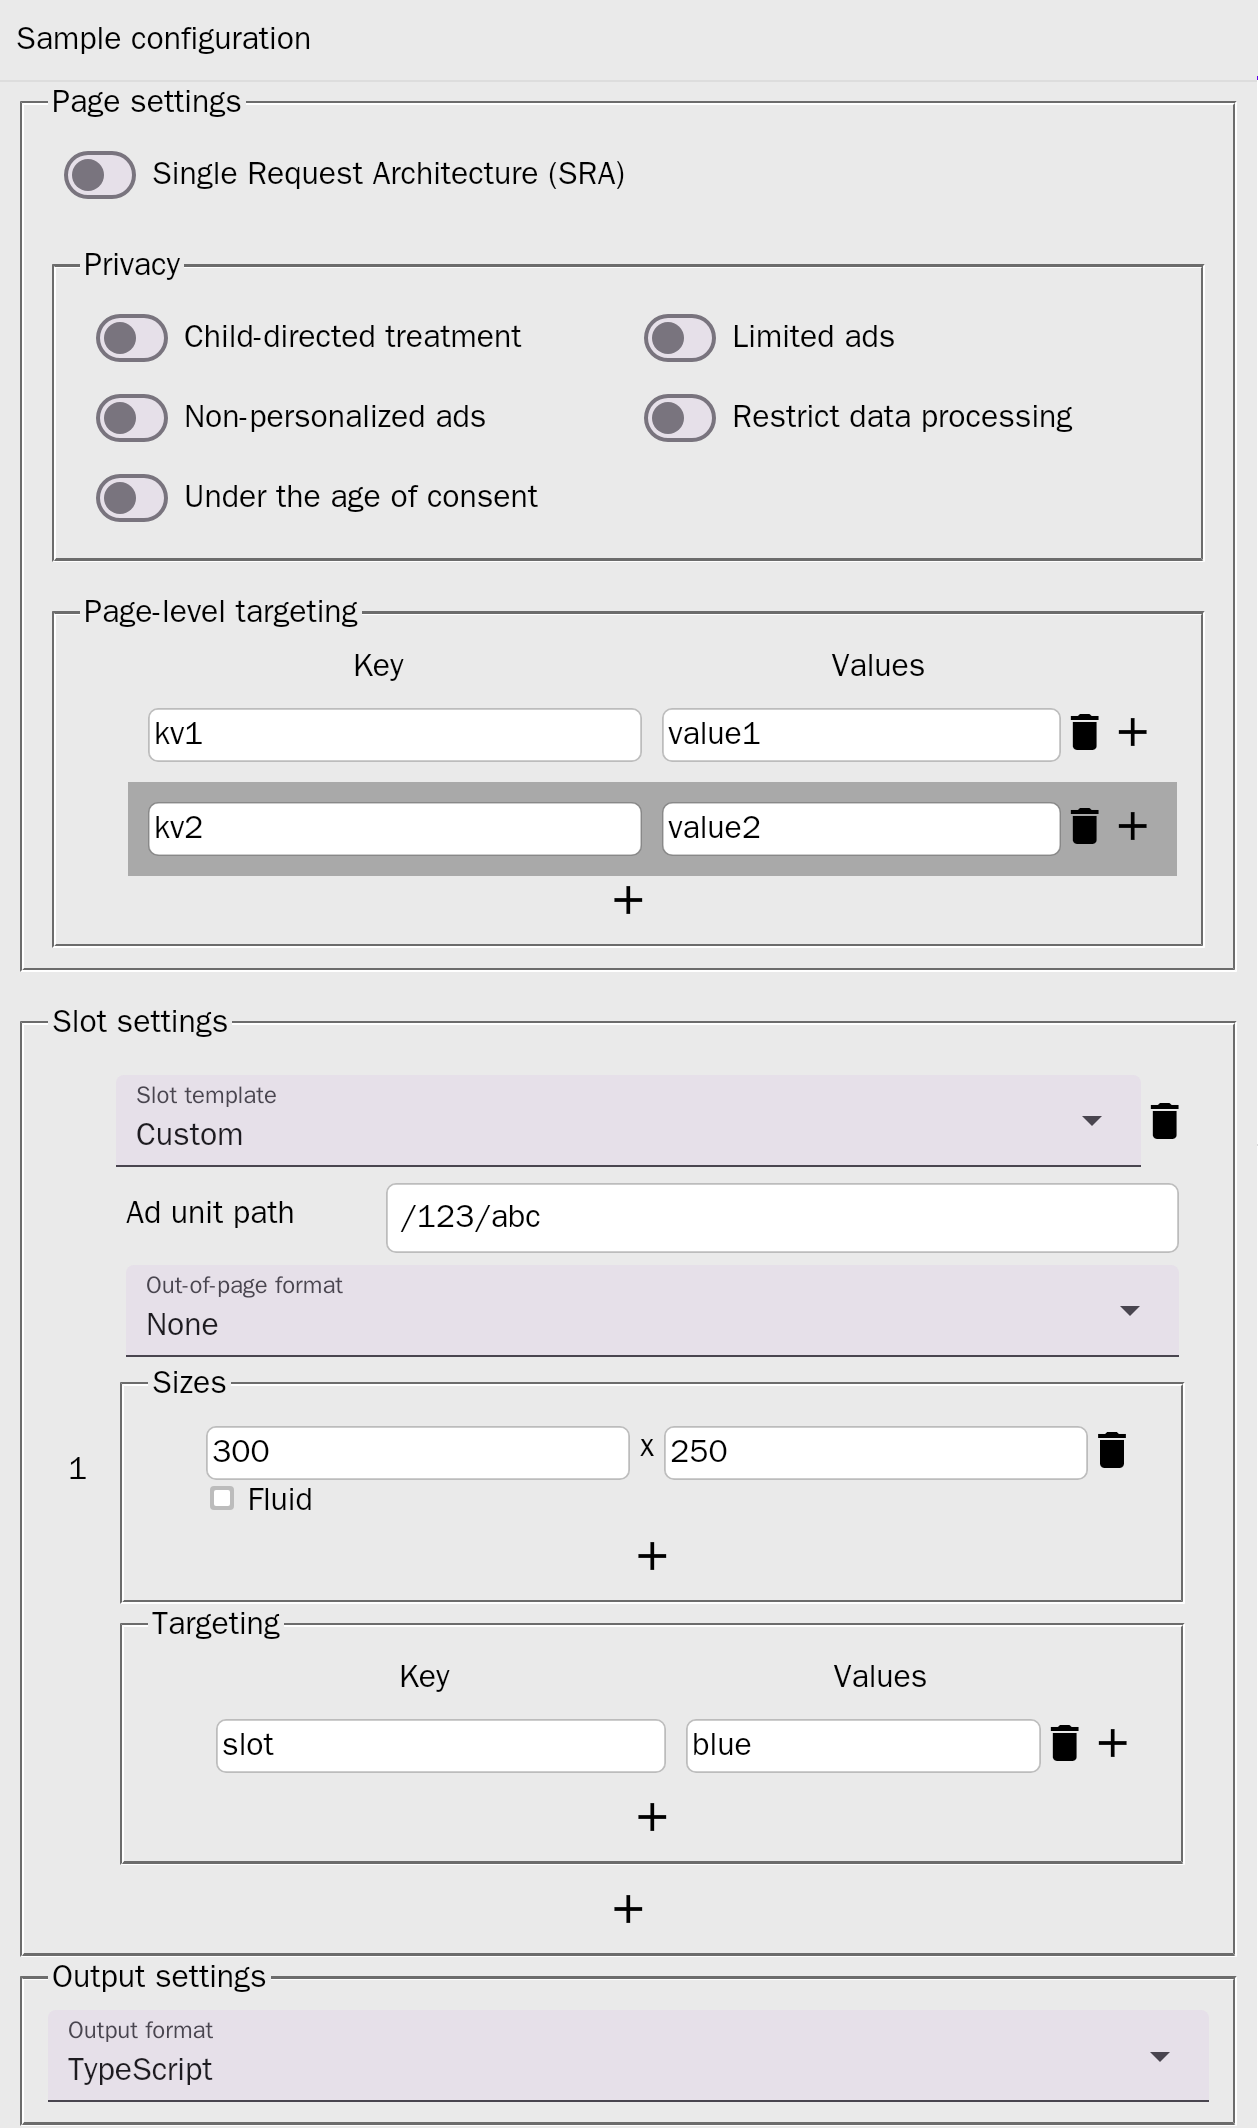 Sample configuration
Page settings
Single Request Architecture (SRA)
Privacy
Child-directed treatment Limited ads
Non-personalized ads Restrict data processing
Under the age of consent
Page-level targeting
Key Values
kv1 value1
kv2 value2
Slot settings
Slot template
Custom
Ad unit path /123/abc
Out-of-page format
None
Sizes
300 x 250
1
Fluid
Targeting
Key Values
slot blue
Output settings
Output format
TypeScript